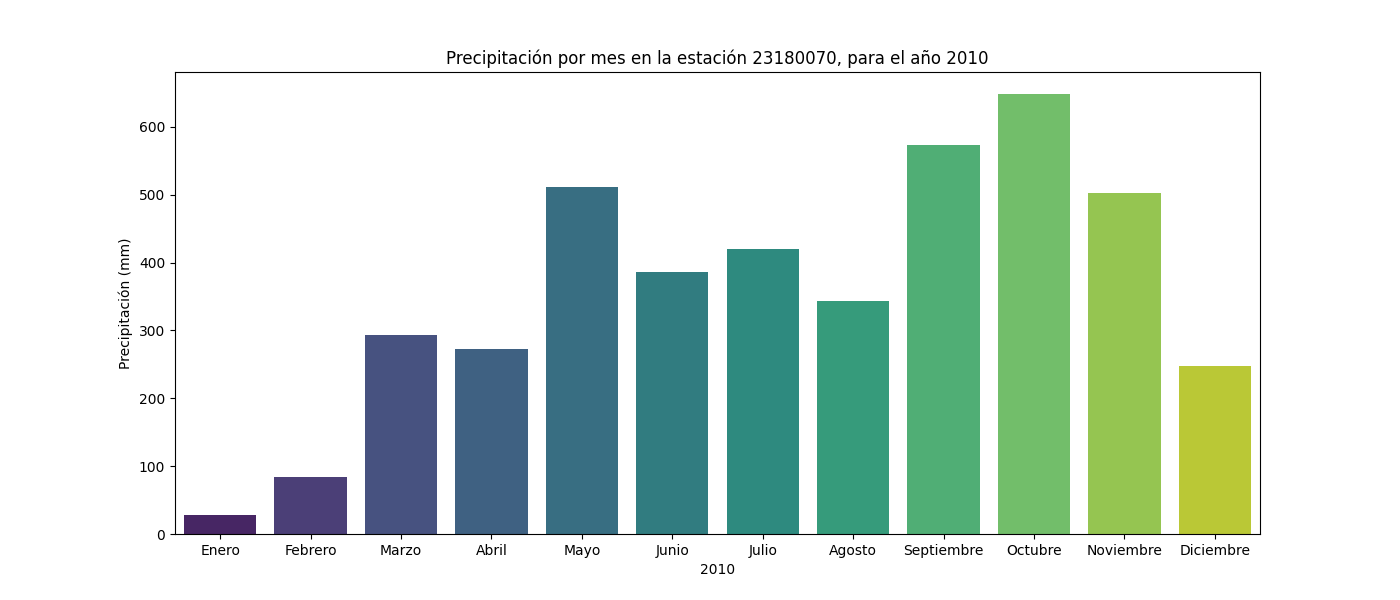 Precipitación por mes en la estación 23180070, para el año 2010
Precipitación (mm)
600
500
400
300
200
100
0
Enero Febrero Marzo Abril Mayo Junio Julio Agosto Septiembre Octubre Noviembre Diciembre
2010